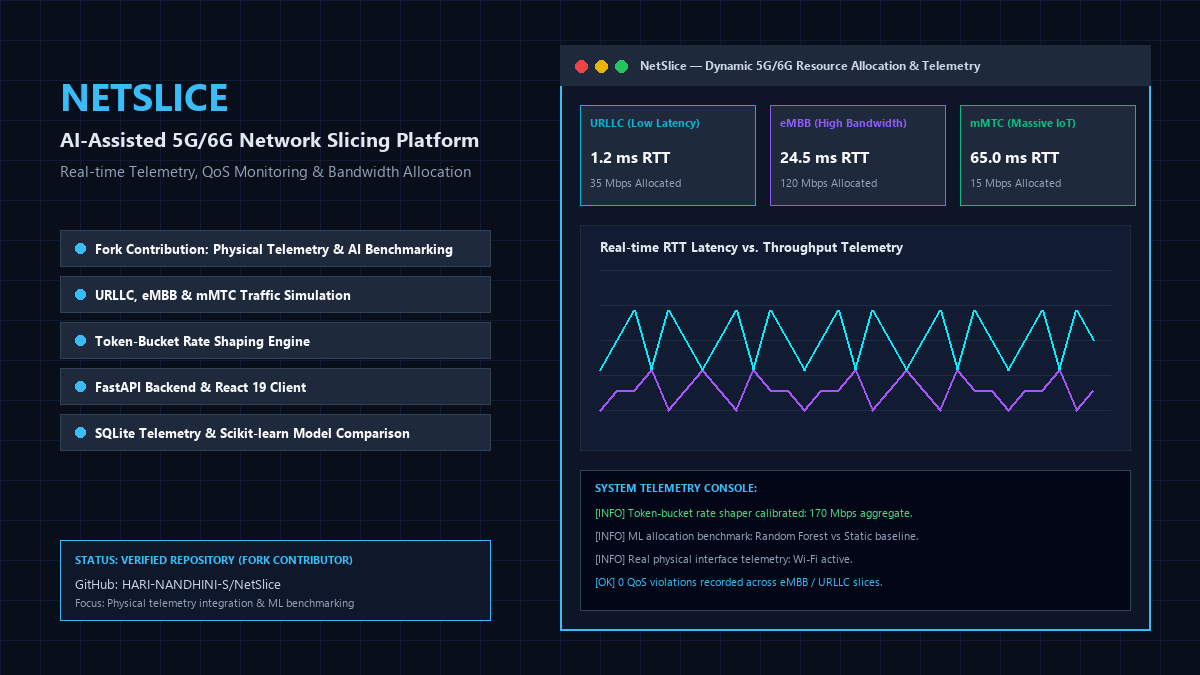 NETSLICE
AI-Assisted 5G/6G Network Slicing Platform
Real-time Telemetry, QoS Monitoring & Bandwidth Allocation
Fork Contribution: Physical Telemetry & AI Benchmarking
URLLC, eMBB & mMTC Traffic Simulation
Token-Bucket Rate Shaping Engine
FastAPI Backend & React 19 Client
SQLite Telemetry & Scikit-learn Model Comparison
STATUS: VERIFIED REPOSITORY (FORK CONTRIBUTOR)
GitHub: HARI-NANDHINI-S/NetSlice
Focus: Physical telemetry integration & ML benchmarking
NetSlice — Dynamic 5G/6G Resource Allocation & Telemetry
URLLC (Low Latency)
1.2 ms RTT
35 Mbps Allocated
eMBB (High Bandwidth)
24.5 ms RTT
120 Mbps Allocated
mMTC (Massive IoT)
65.0 ms RTT
15 Mbps Allocated
Real-time RTT Latency vs. Throughput Telemetry
SYSTEM TELEMETRY CONSOLE:
[INFO] Token-bucket rate shaper calibrated: 170 Mbps aggregate.
[INFO] ML allocation benchmark: Random Forest vs Static baseline.
[INFO] Real physical interface telemetry: Wi-Fi active.
[OK] 0 QoS violations recorded across eMBB / URLLC slices.